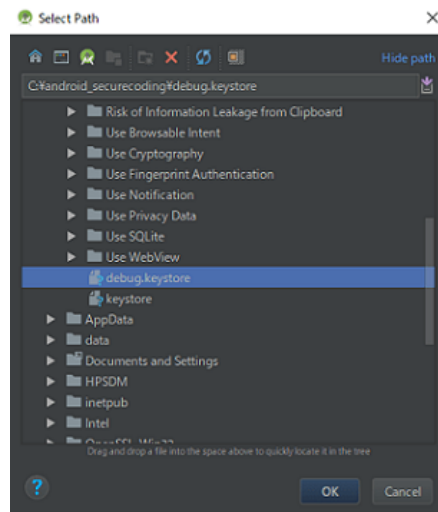 Select Path
Hide path
C:¥android_securecoding¥debug.keystore
Risk of Information Leakage from Clipboard
Use Browsable Intent
Use Cryptography
Use Fingerprint Authentication
Use Notification
Use Privacy Data
Use SQLite
Use WebView
debug.keystore
keystore
AppData
data
Documents and Settings
HPSDM
inetpub
Intel
OpenSSL-Win32
Drag and drop a file into the space above to quickly locate it in the tree
?
OK
Cancel